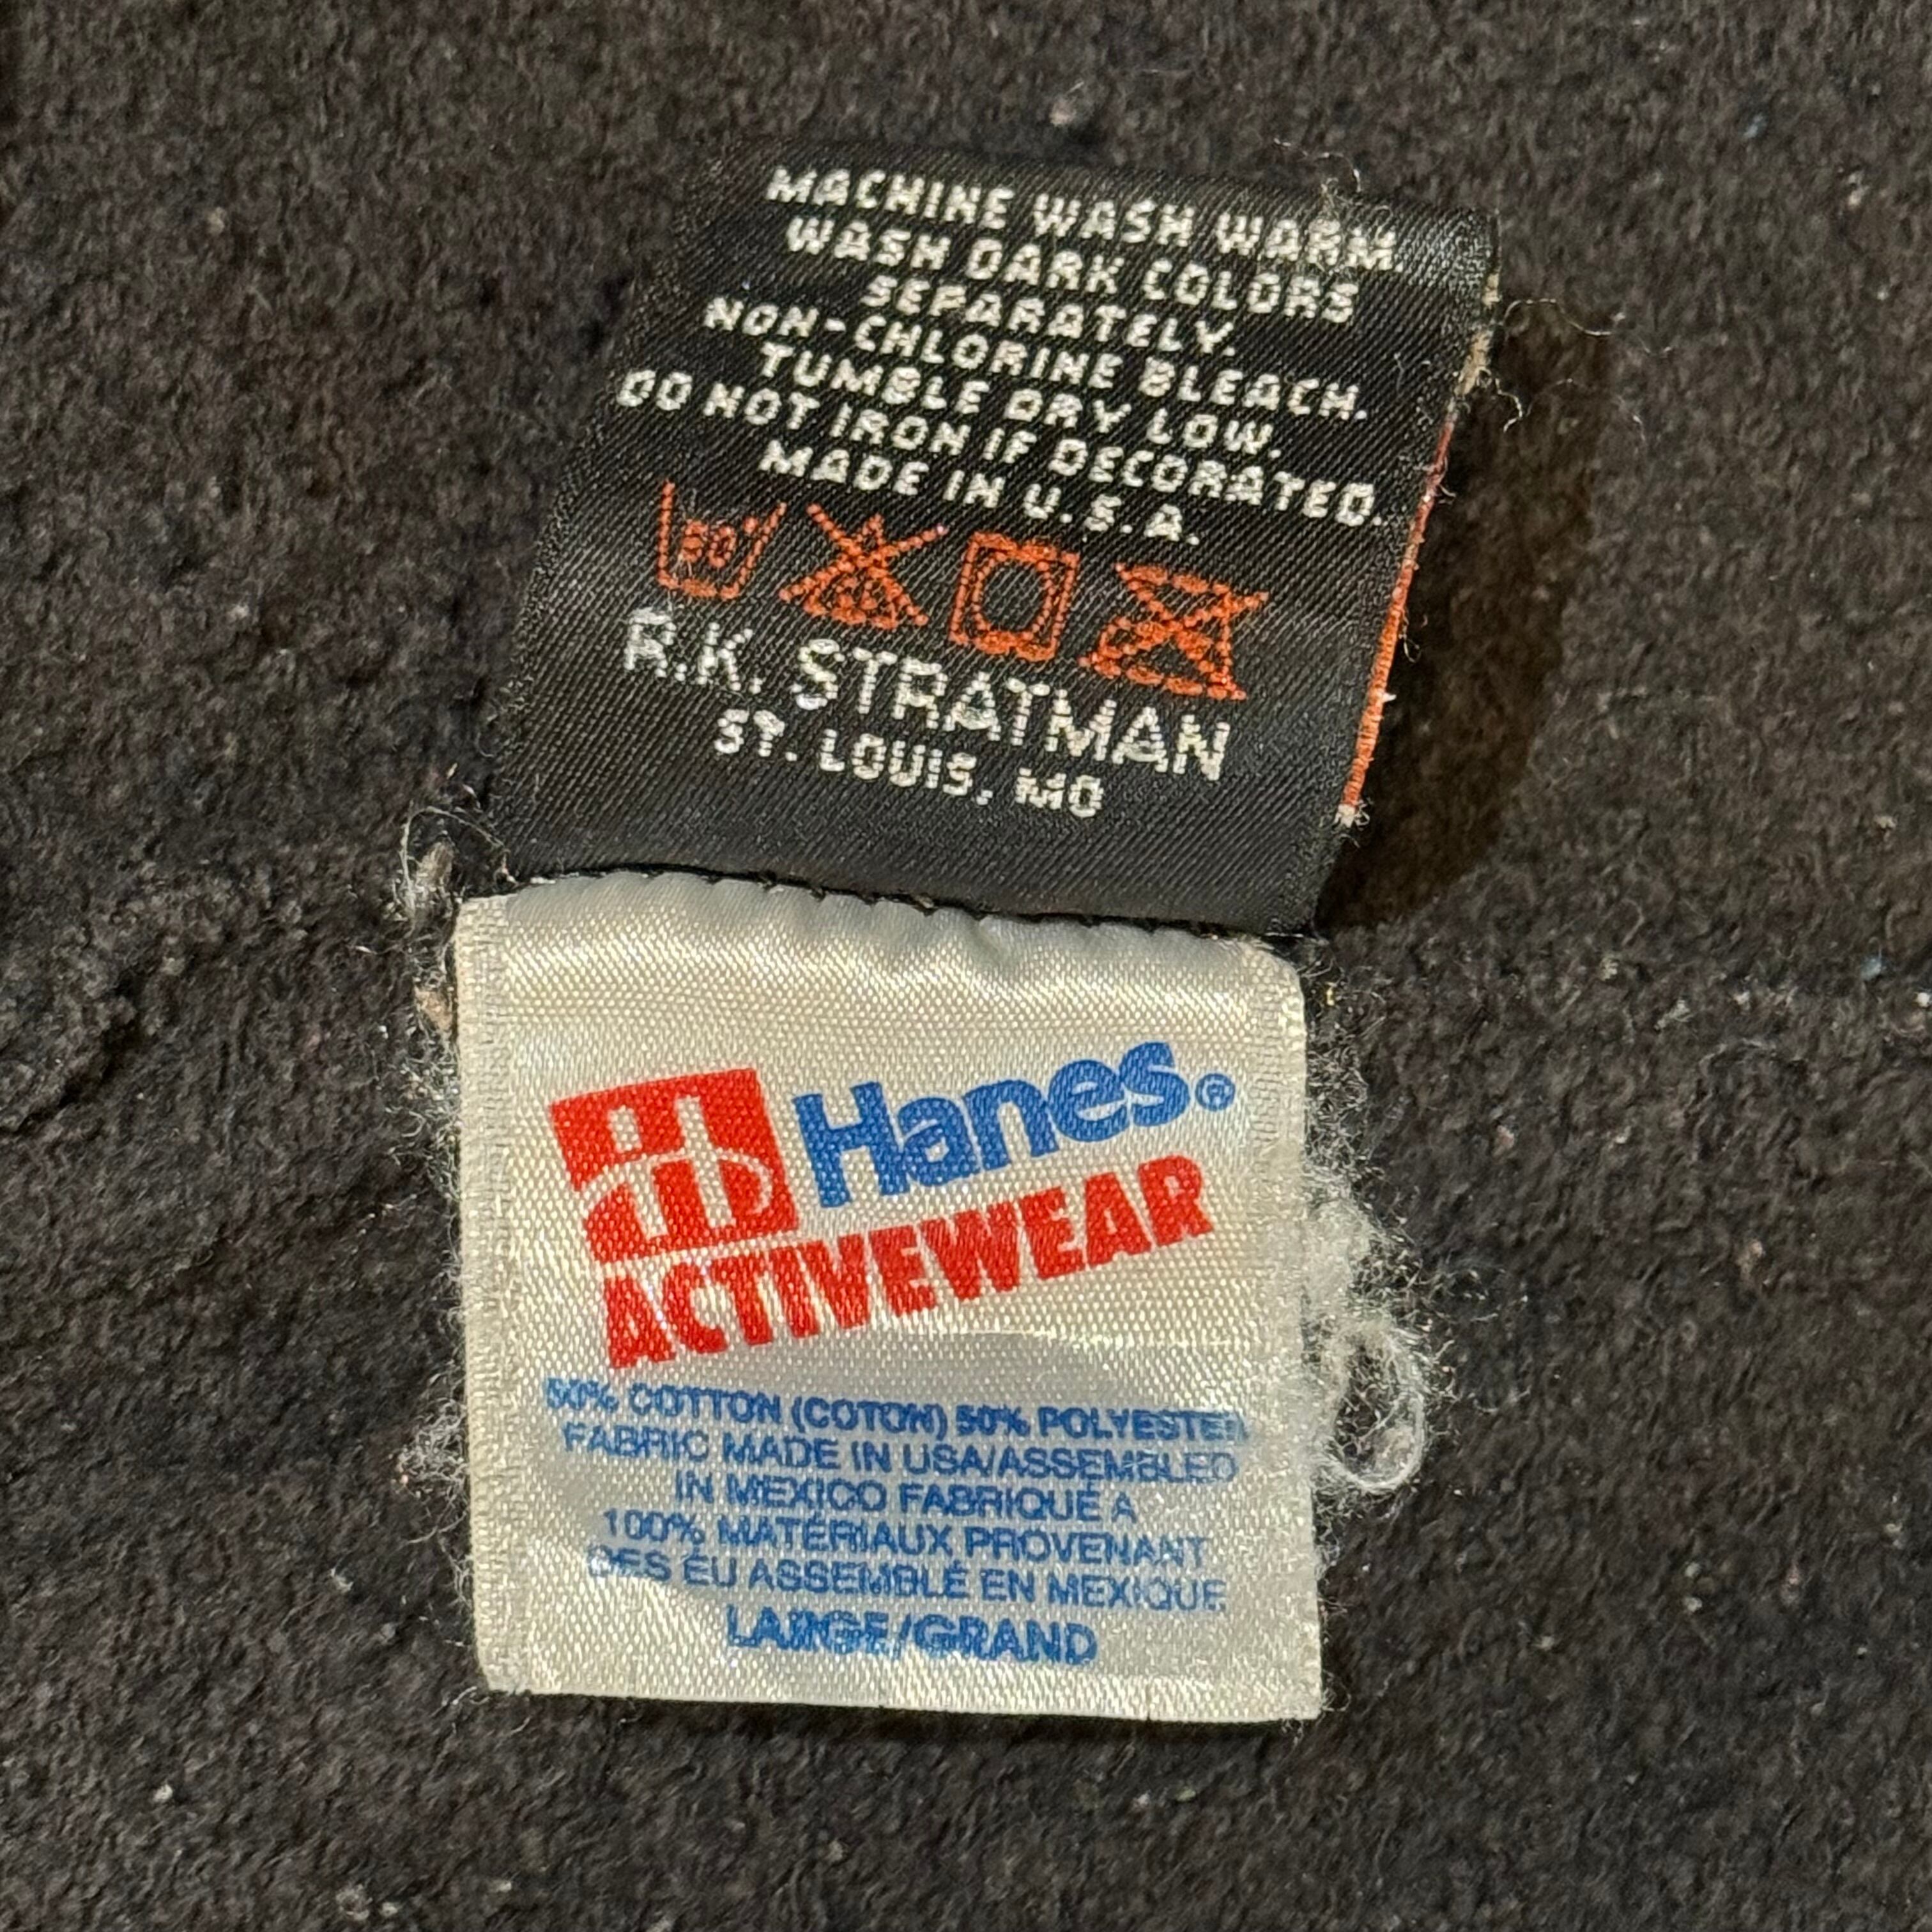 MACHINE WASH WARM.
WASH DARK COLORS
SEPARATELY.
NON-CHLORINE BLEACH.
TUMBLE DRY LOW.
DO NOT IRON IF DECORATED.
MADE IN U.S.A.
30°
R.K. STRATMAN
ST. LOUIS, MO
Hanes®
ACTIVEWEAR
50% COTTON (COTON) 50% POLYESTER
FABRIC MADE IN USA/ASSEMBLED
IN MEXICO FABRIQUÉ A
100% MATÉRIAUX PROVENANT
DES ÉU ASSEMBLÉ EN MEXIQUE
LARGE/GRAND